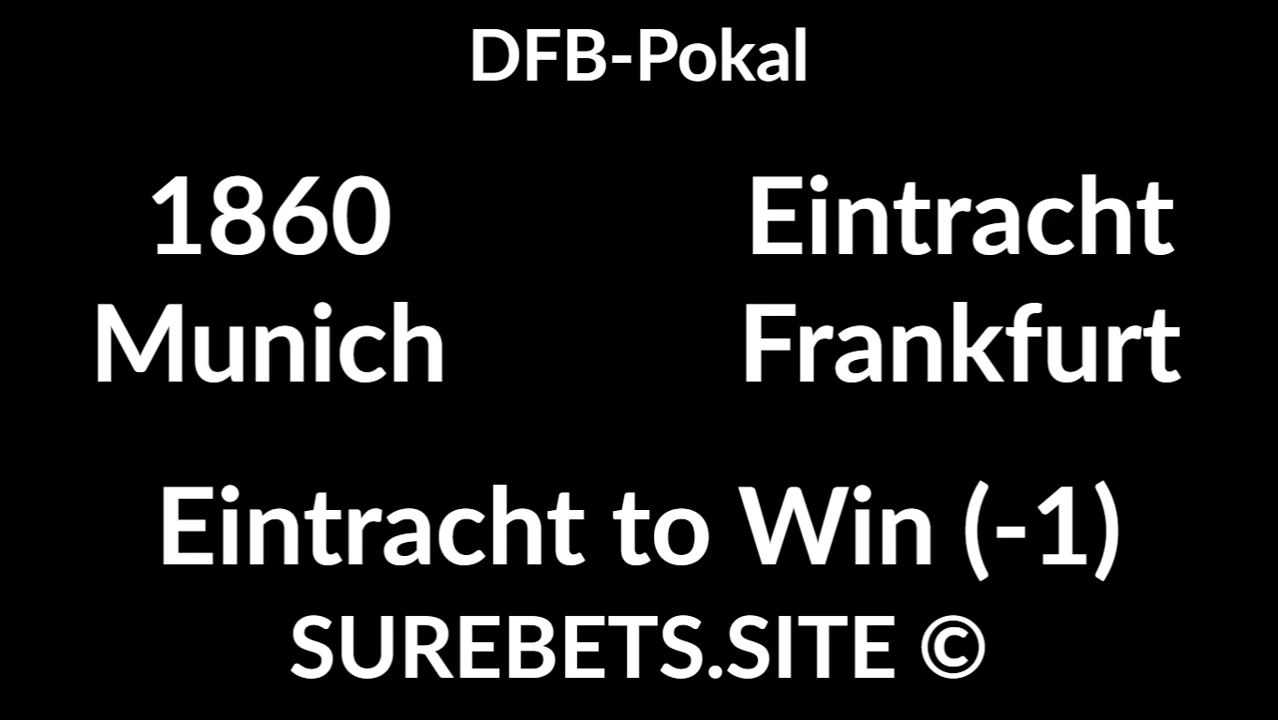 DFB-Pokal
1860 Munich
Eintracht Frankfurt
Eintracht to Win (-1)
SUREBETS.SITE ©